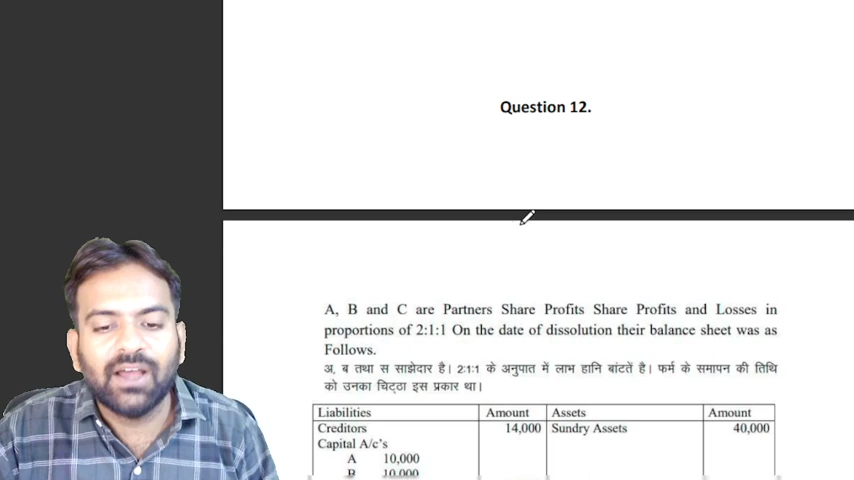 Question 12.
A, B and C are Partners Share Profits Share Profits and Losses in
proportions of 2:1:1 On the date of dissolution their balance sheet was as
Follows.
अ, ब तथा स साझेदार है। 2:1:1 के अनुपात में लाभ हानि बांटतें है। फर्म के समापन की तिथि
को उनका चिट्ठा इस प्रकार था।
Liabilities Amount Assets Amount
Creditors 14,000 Sundry Assets 40,000
Capital A/c's
A 10,000
B 10,000